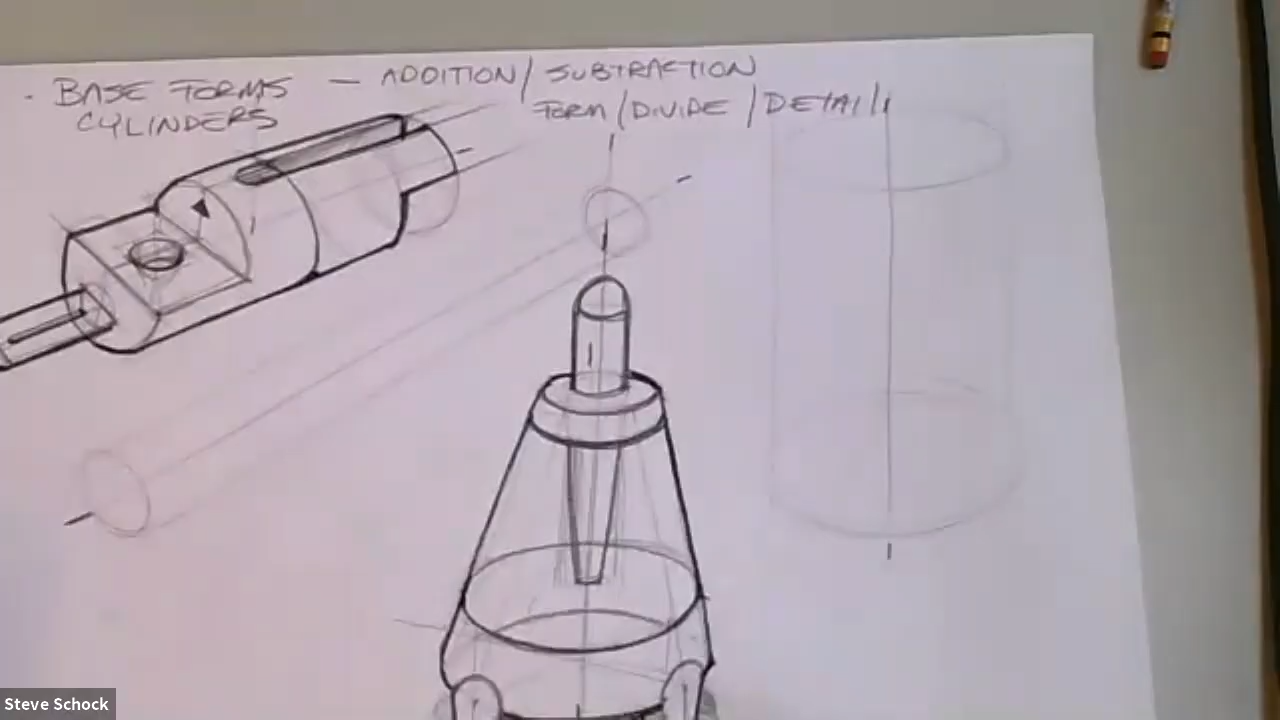 · BASE FORMS — ADDITION/SUBTRACTION
CYLINDERS FORM/DIVIDE/DETAIL
Steve Schock